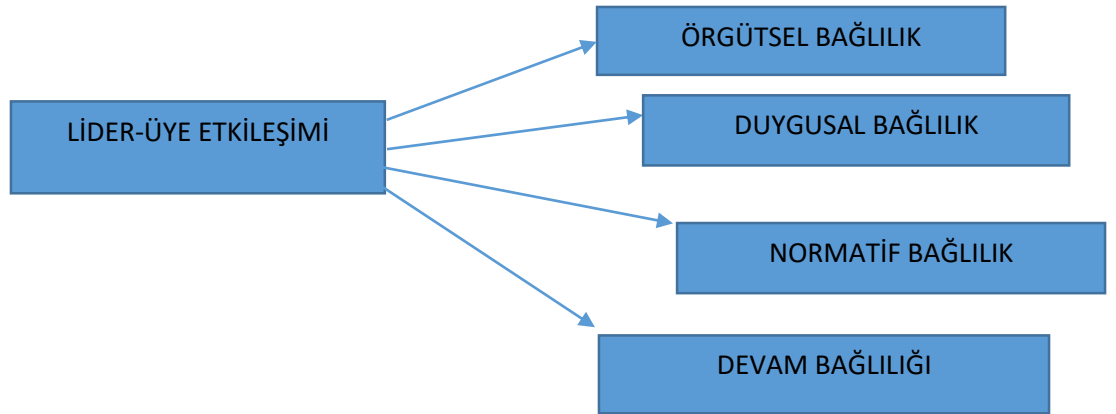 ÖRGÜTSEL BAĞLILIK
LİDER-ÜYE ETKİLEŞİMİ
DUYGUSAL BAĞLILIK
NORMATİF BAĞLILIK
DEVAM BAĞLILIĞI